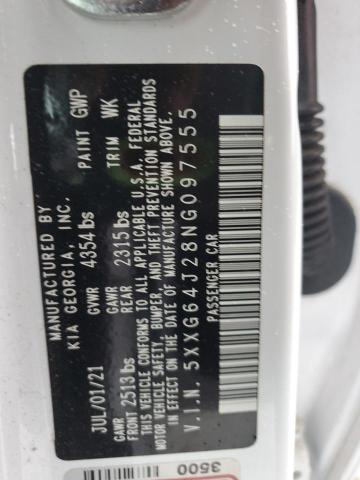 MANUFACTURED BY
KIA GEORGIA, INC.
JUL/01/21 GVWR 4354 lbs PAINT GWP
GAWR GAWR TRIM WK
FRONT 2513 lbs REAR 2315 lbs
THIS VEHICLE CONFORMS TO ALL APPLICABLE U.S.A. FEDERAL
MOTOR VEHICLE SAFETY, BUMPER, AND THEFT PREVENTION STANDARDS
IN EFFECT ON THE DATE OF MANUFACTURE SHOWN ABOVE.
V.I.N. 5XXG64J28NG097555
PASSENGER CAR
3500